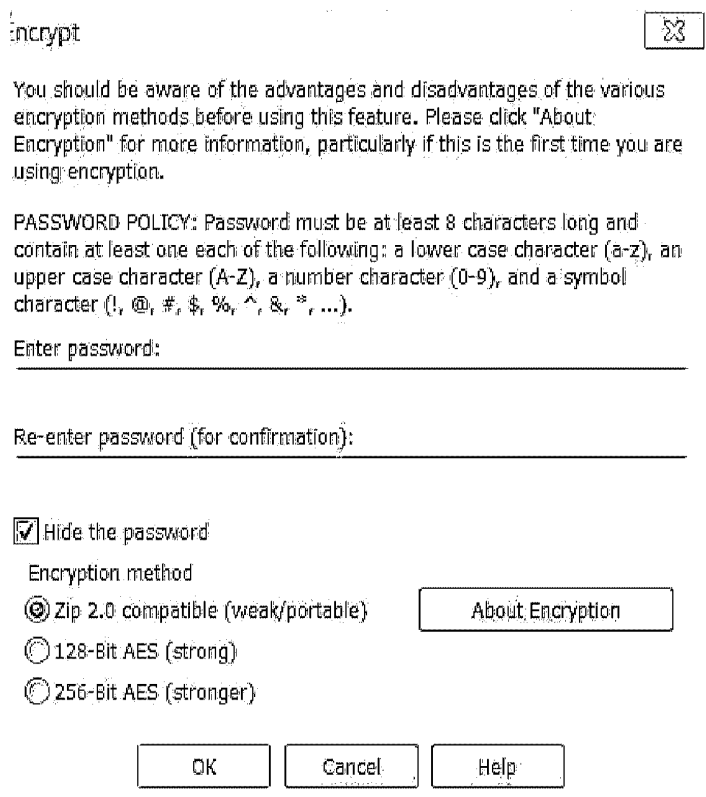 Encrypt
You should be aware of the advantages and disadvantages of the various
encryption methods before using this feature. Please click "About
Encryption" for more information, particularly if this is the first time you are
using encryption.
PASSWORD POLICY: Password must be at least 8 characters long and
contain at least one each of the following: a lower case character (a-z), an
upper case character (A-Z), a number character (0-9), and a symbol
character (!, @, #, $, %, ^, &, *, ...).
Enter password:
Re-enter password (for confirmation):
Hide the password
Encryption method
Zip 2.0 compatible (weak/portable)
About Encryption
128-Bit AES (strong)
256-Bit AES (stronger)
OK Cancel Help